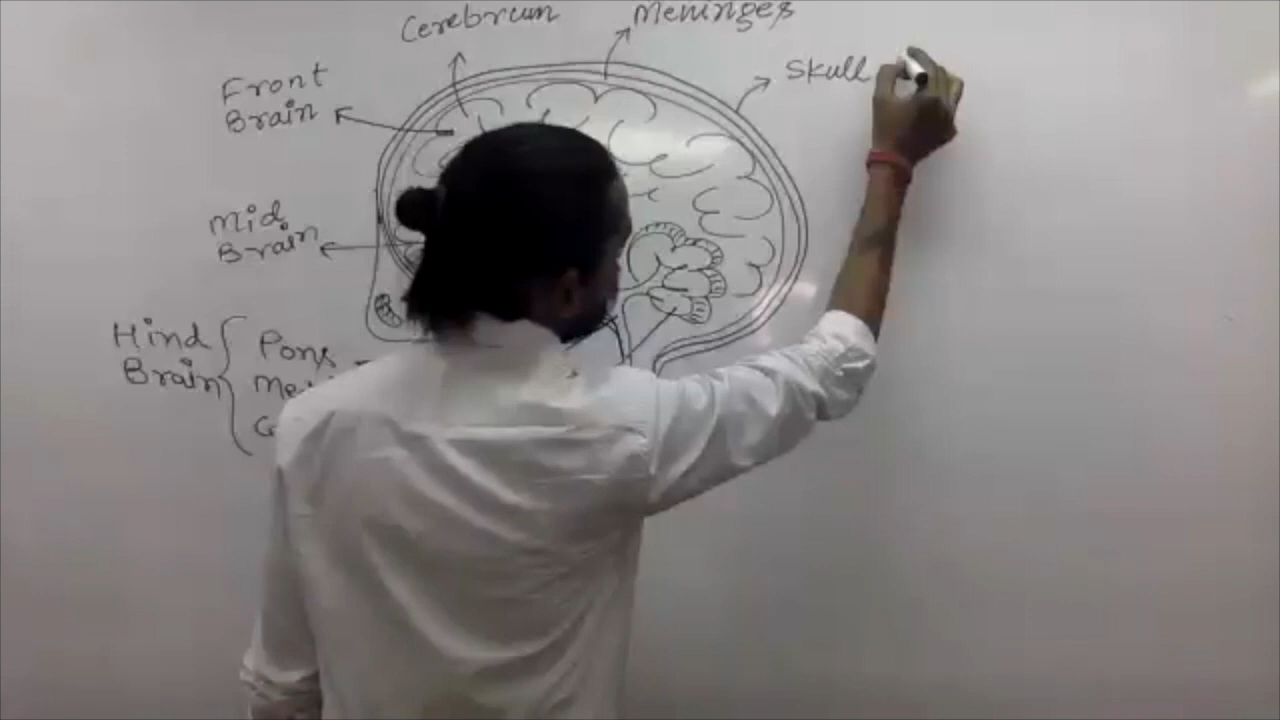 Cerebrum
Meninges
Skull
Front
Brain
Mid
Brain
Hind
Brain
Pons